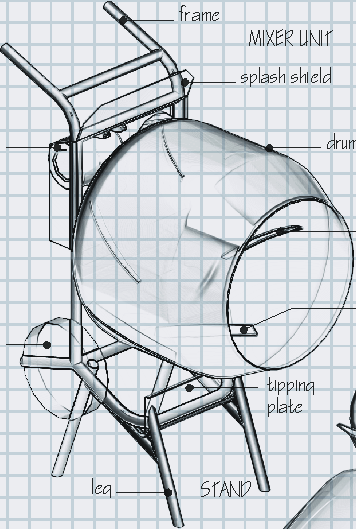 frame
MIXER UNIT
splash shield
drum
tipping
plate
leg
STAND